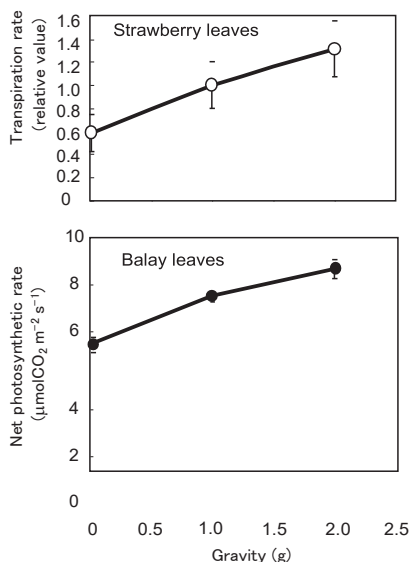 Transpiration rate
(relative value)
1.6
1.4
1.2
1.0
0.8
0.6
0.4
0.2
0
Strawberry leaves
Net photosynthetic rate
(μmolCO₂ m⁻² s⁻¹)
10
8
6
4
2
0
Balay leaves
0 0.5 1.0 1.5 2.0 2.5
Gravity (g)